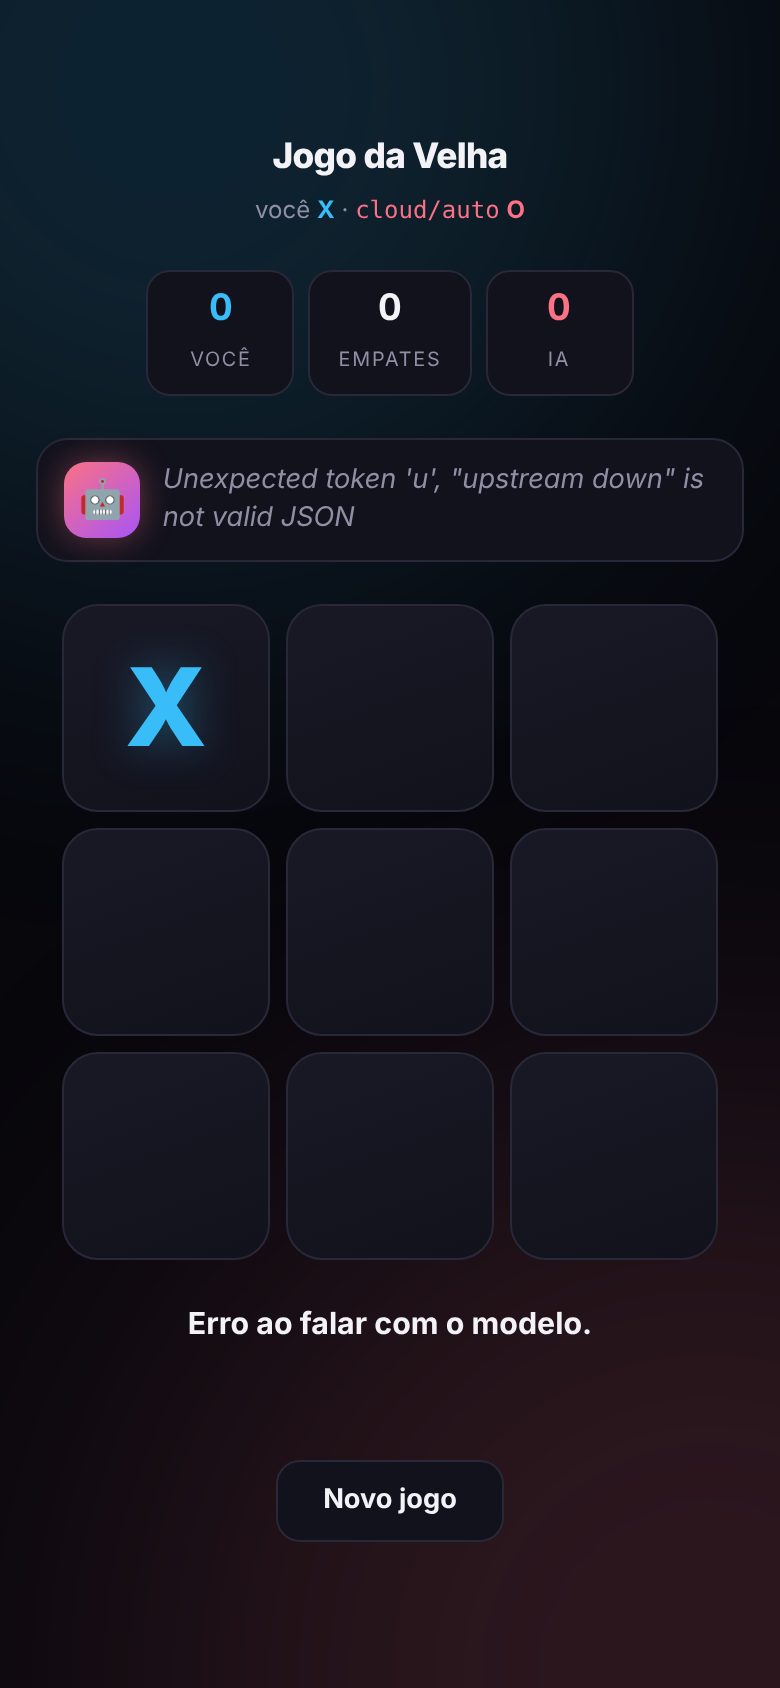 Jogo da Velha
você X · cloud/auto O
0
VOCÊ
0
EMPATES
0
IA
Unexpected token 'u', "upstream down" is
not valid JSON
X
Erro ao falar com o modelo.
Novo jogo